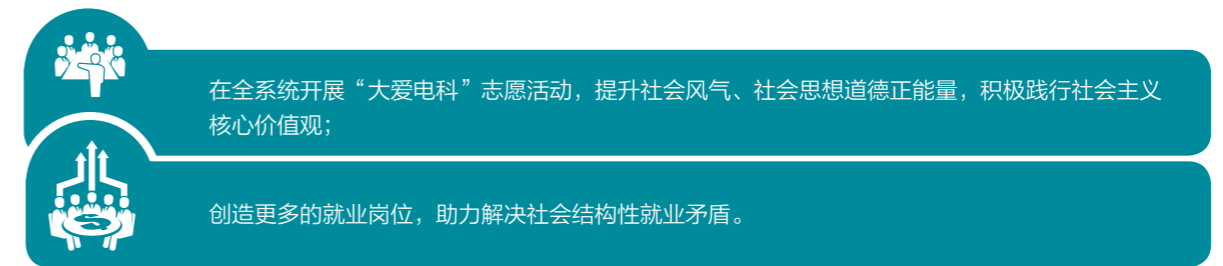 在全系统开展“大爱电科”志愿活动，提升社会风气、社会思想道德正能量，积极践行社会主义
核心价值观；
创造更多的就业岗位，助力解决社会结构性就业矛盾。